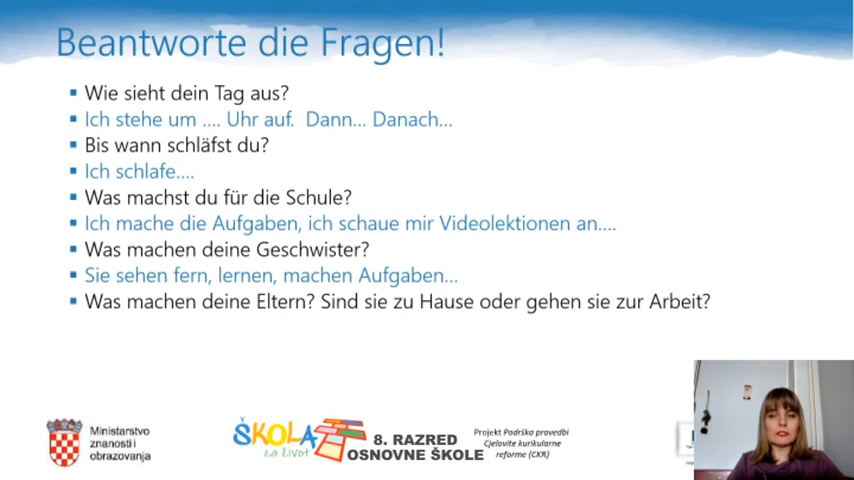 Beantworte die Fragen!
Wie sieht dein Tag aus?
Ich stehe um .... Uhr auf. Dann... Danach...
Bis wann schläfst du?
Ich schlafe....
Was machst du für die Schule?
Ich mache die Aufgaben, ich schaue mir Videolektionen an....
Was machen deine Geschwister?
Sie sehen fern, lernen, machen Aufgaben...
Was machen deine Eltern? Sind sie zu Hause oder gehen sie zur Arbeit?
Ministarstvo
znanosti i
obrazovanja
ŠKOLA
za život
8. RAZRED
OSNOVNE ŠKOLE
Projekt Podrška provedbi
Cjelovite kurikularne
reforme (CKR)